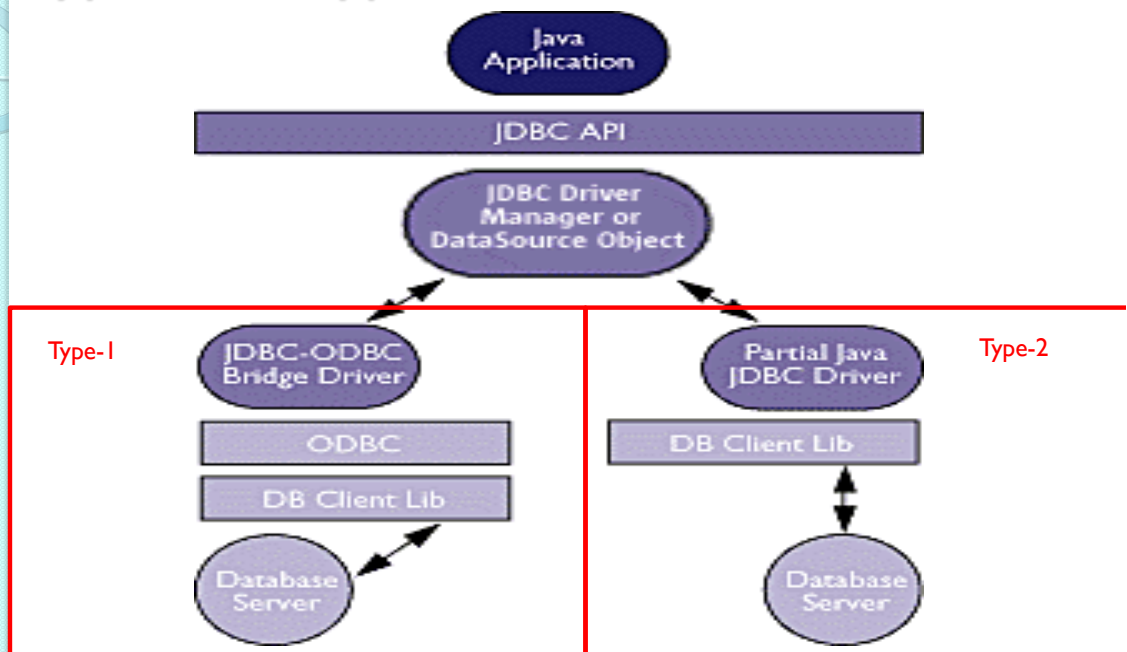 Java
Application
JDBC API
JDBC Driver
Manager or
DataSource Object
Type-1
JDBC-ODBC
Bridge Driver
ODBC
DB Client Lib
Database
Server
Partial Java
JDBC Driver
Type-2
DB Client Lib
Database
Server